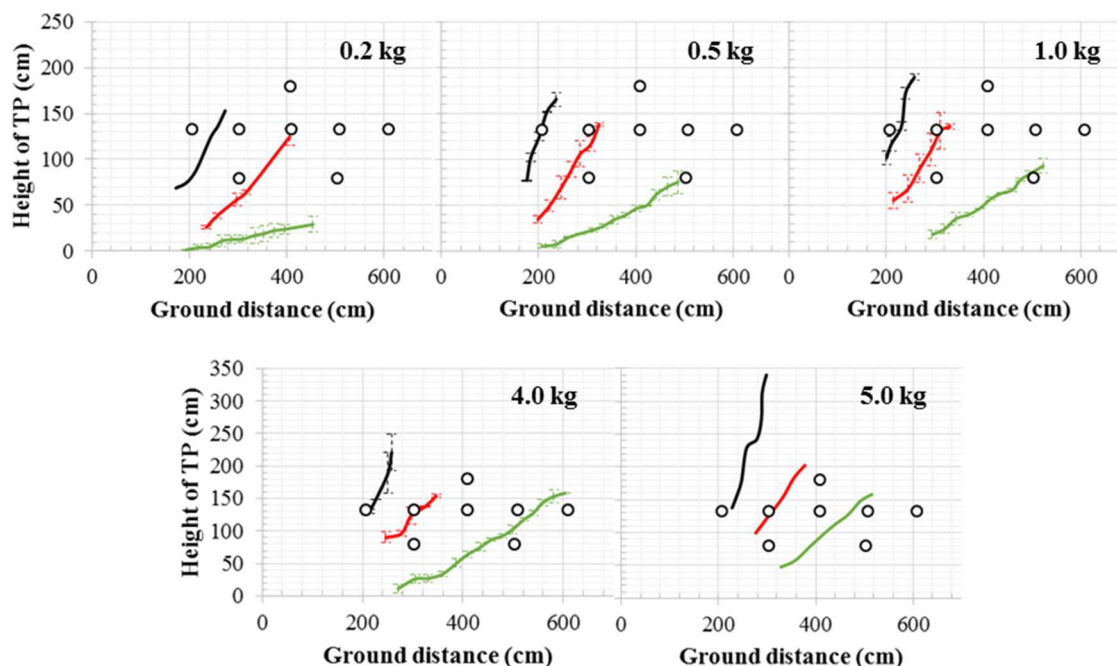 250
200
150
100
50
0
Height of TP (cm)
0.2 kg
0.5 kg
1.0 kg
0 200 400 600
0 200 400 600
0 200 400 600
Ground distance (cm)
Ground distance (cm)
Ground distance (cm)
350
300
250
200
150
100
50
0
Height of TP (cm)
4.0 kg
5.0 kg
0 200 400 600
0 200 400 600
Ground distance (cm)
Ground distance (cm)